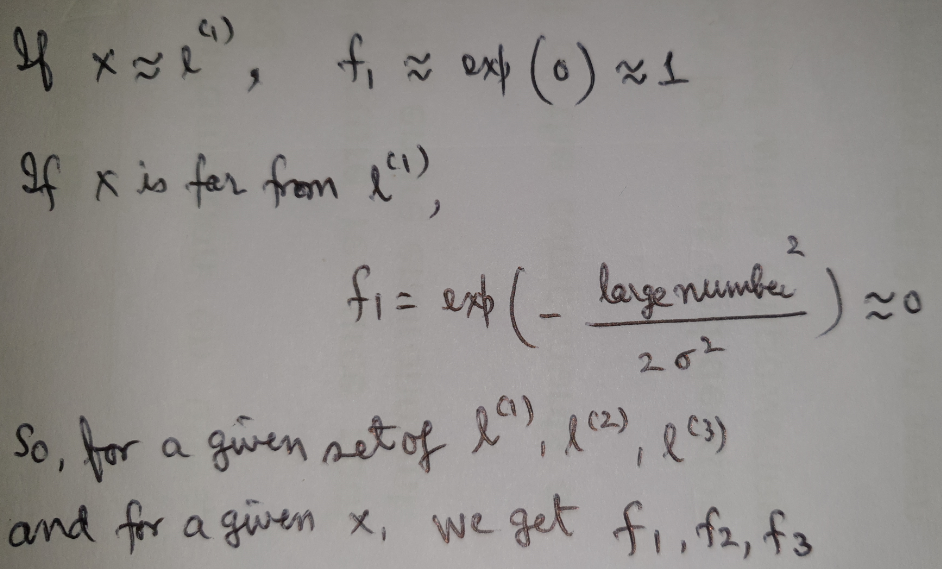 If x ≈ l^(1), f₁ ≈ exp(0) ≈ 1
If x is far from l^(1),
f₁ = exp(- large number² / 2σ²) ≈ 0
So, for a given set of l^(1), l^(2), l^(3)
and for a given x, we get f₁, f₂, f₃